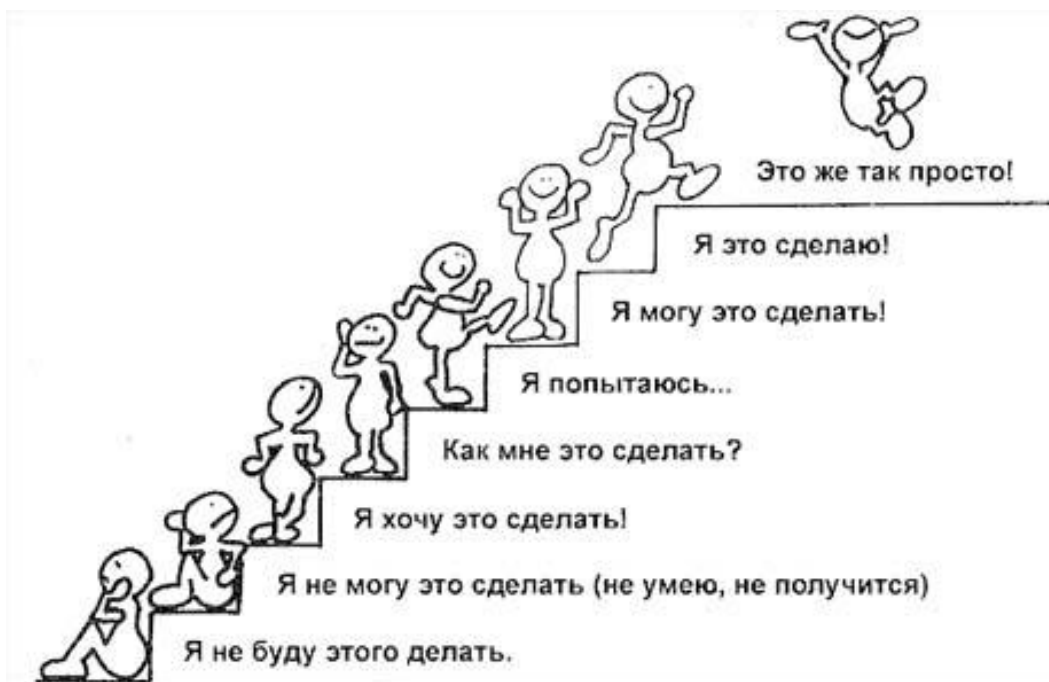 Это же так просто!
Я это сделаю!
Я могу это сделать!
Я попытаюсь...
Как мне это сделать?
Я хочу это сделать!
Я не могу это сделать (не умею, не получится)
Я не буду этого делать.